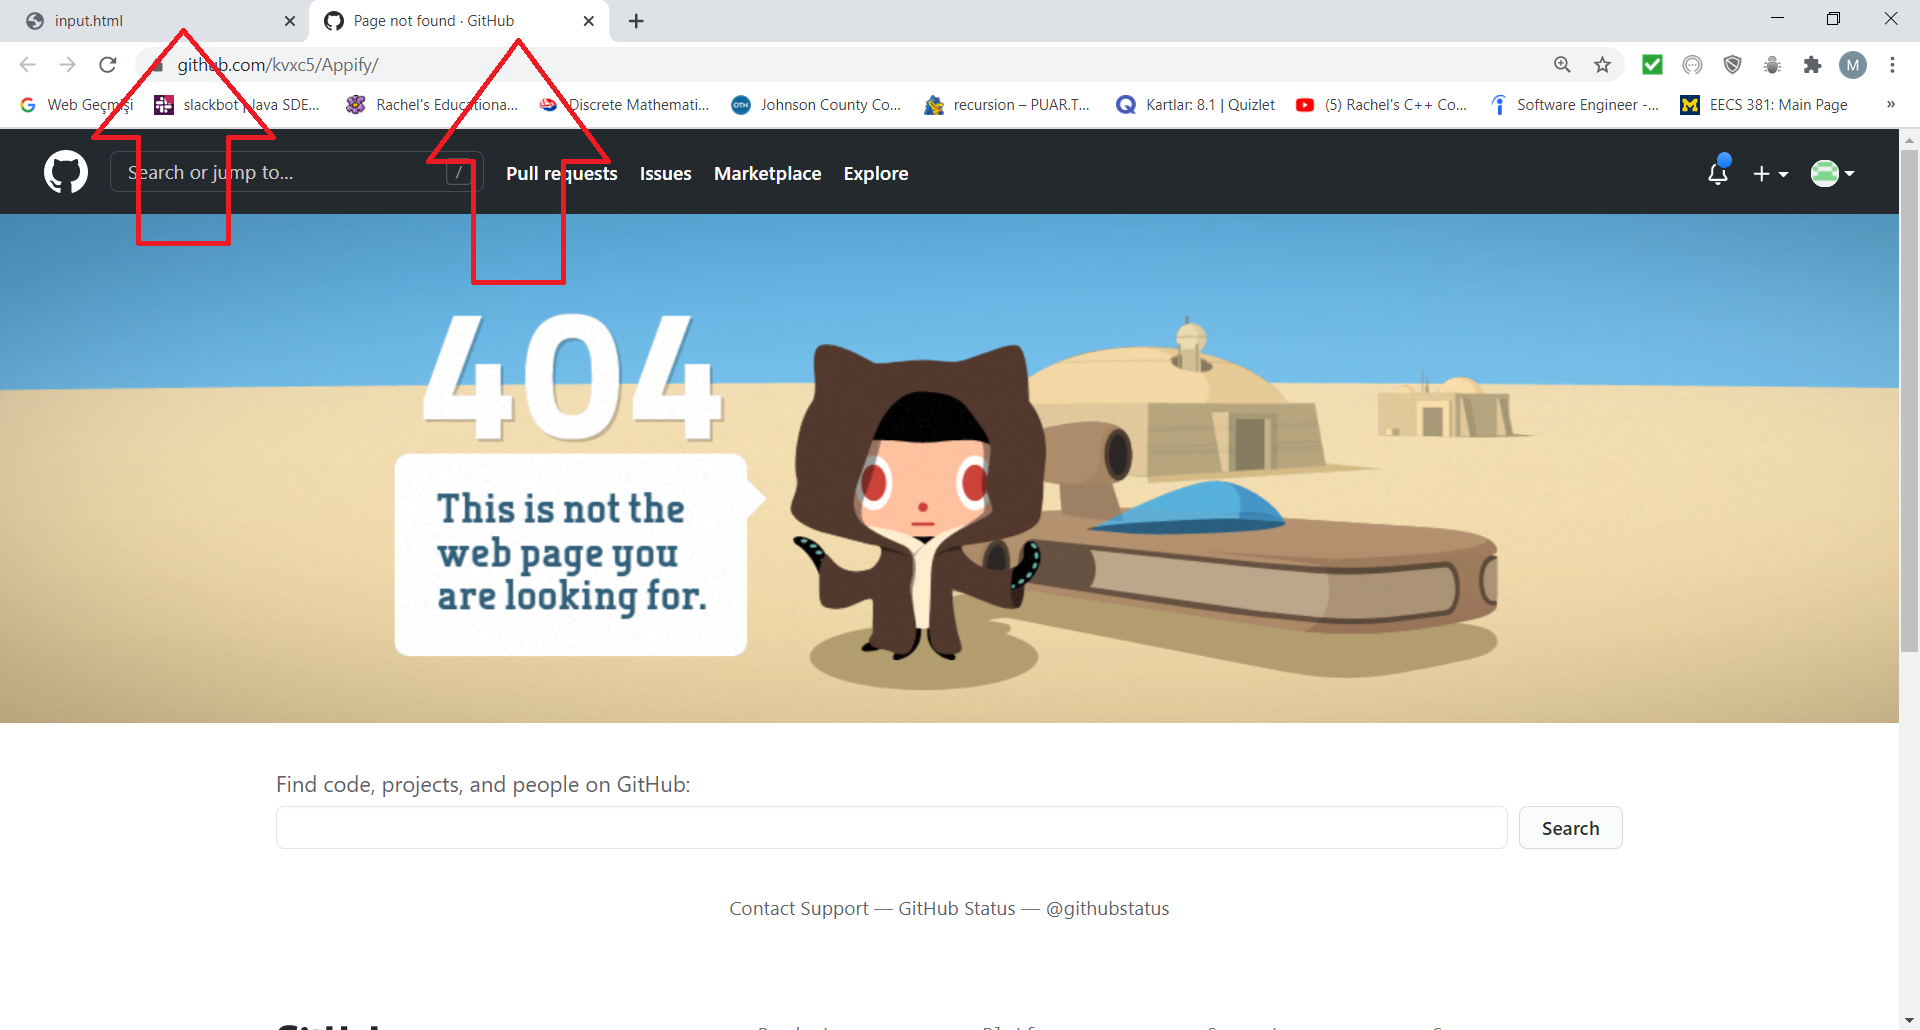 input.html
Page not found · GitHub
github.com/kvxc5/Appify/
Web Geçmişi
slackbot | Java SDE...
Rachel's Educationa...
Discrete Mathemati...
OTH
Johnson County Co...
recursion – PUAR.T...
Kartlar: 8.1 | Quizlet
(5) Rachel's C++ Co...
Software Engineer -...
EECS 381: Main Page
»
M
Search or jump to...
/
Pull requests
Issues
Marketplace
Explore
404
This is not the
web page you
are looking for.
Find code, projects, and people on GitHub:
Search
Contact Support — GitHub Status — @githubstatus
GitHub